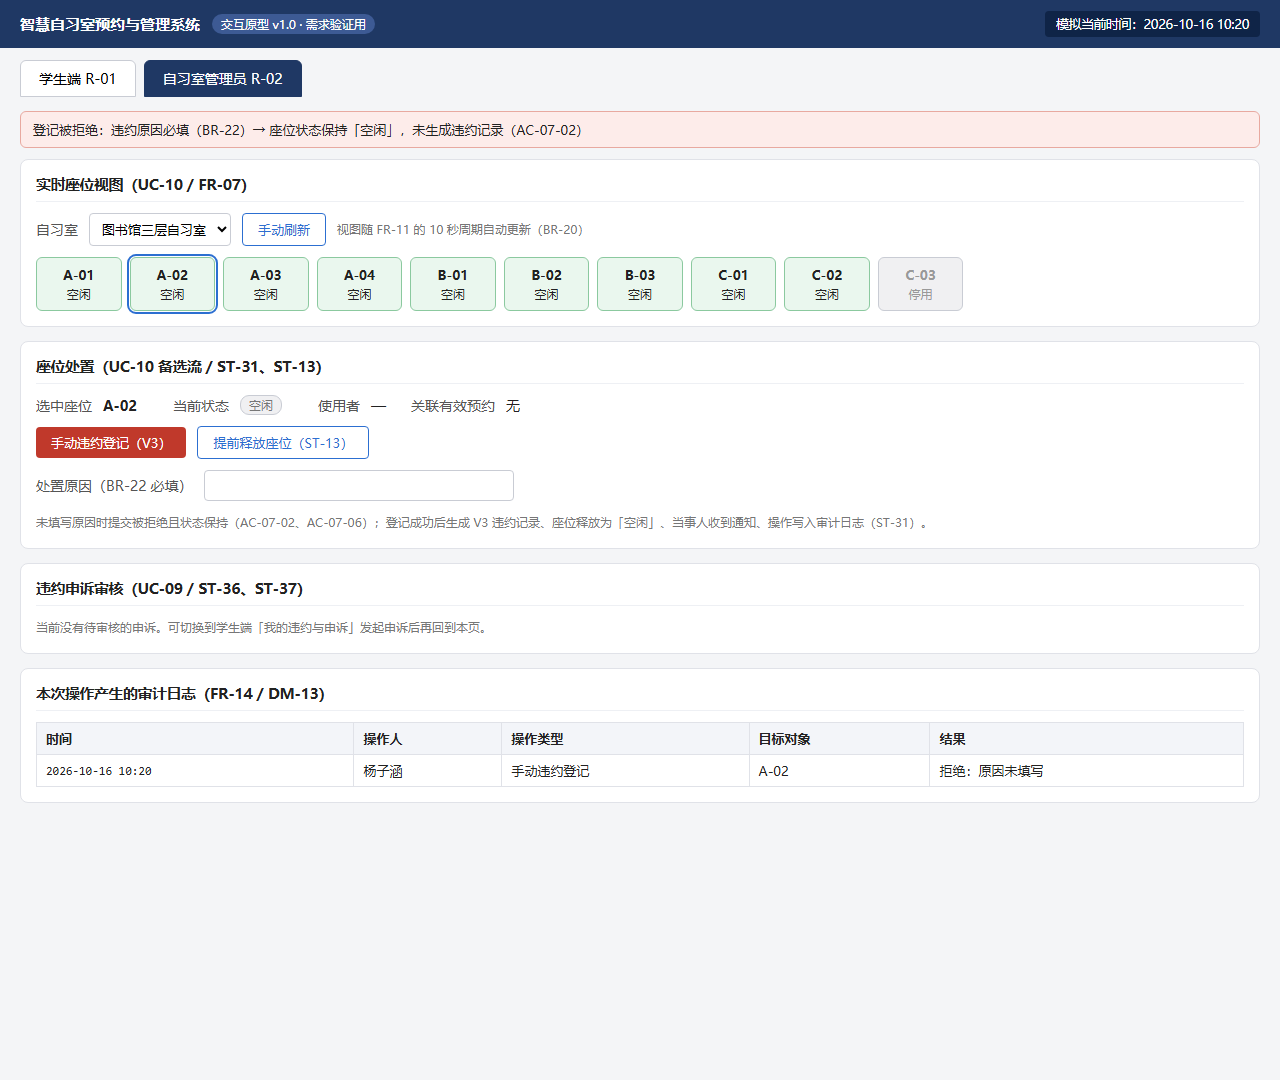 智慧自习室预约与管理系统 交互原型 v1.0 · 需求验证用 模拟当前时间：2026-10-16 10:20
学生端 R-01 自习室管理员 R-02
登记被拒绝：违约原因必填（BR-22）→ 座位状态保持「空闲」，未生成违约记录（AC-07-02）
实时座位视图（UC-10 / FR-07）
自习室 图书馆三层自习室 手动刷新 视图随 FR-11 的 10 秒周期自动更新（BR-20）
A-01 A-02 A-03 A-04 B-01 B-02 B-03 C-01 C-02 C-03
空闲 空闲 空闲 空闲 空闲 空闲 空闲 空闲 空闲 停用
座位处置（UC-10 备选流 / ST-31、ST-13）
选中座位 A-02 当前状态 空闲 使用者 — 关联有效预约 无
手动违约登记（V3） 提前释放座位（ST-13）
处置原因（BR-22 必填）
未填写原因时提交被拒绝且状态保持（AC-07-02、AC-07-06）；登记成功后生成 V3 违约记录、座位释放为「空闲」、当事人收到通知、操作写入审计日志（ST-31）。
违约申诉审核（UC-09 / ST-36、ST-37）
当前没有待审核的申诉。可切换到学生端「我的违约与申诉」发起申诉后再回到本页。
本次操作产生的审计日志（FR-14 / DM-13）
时间 操作人 操作类型 目标对象 结果
2026-10-16 10:20 杨子涵 手动违约登记 A-02 拒绝：原因未填写